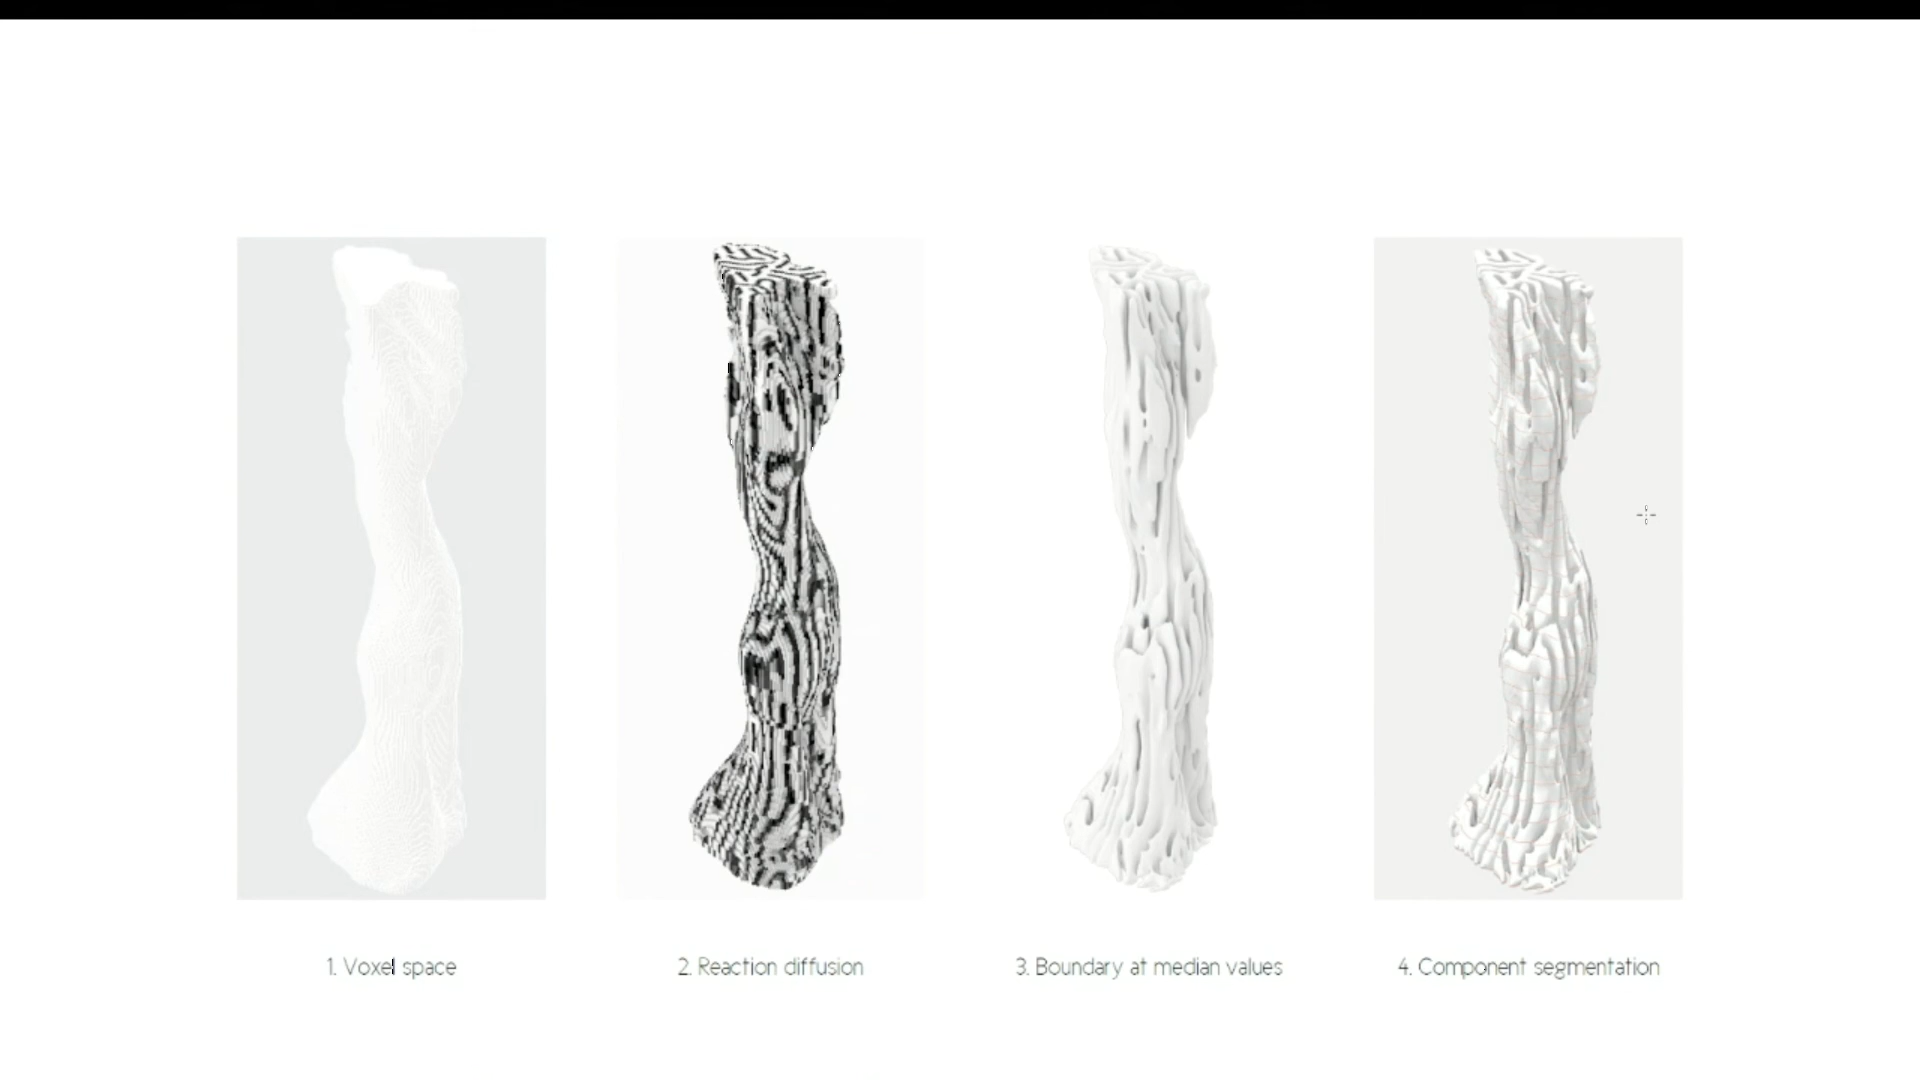 1. Voxel space
2. Reaction diffusion
3. Boundary at median values
4. Component segmentation